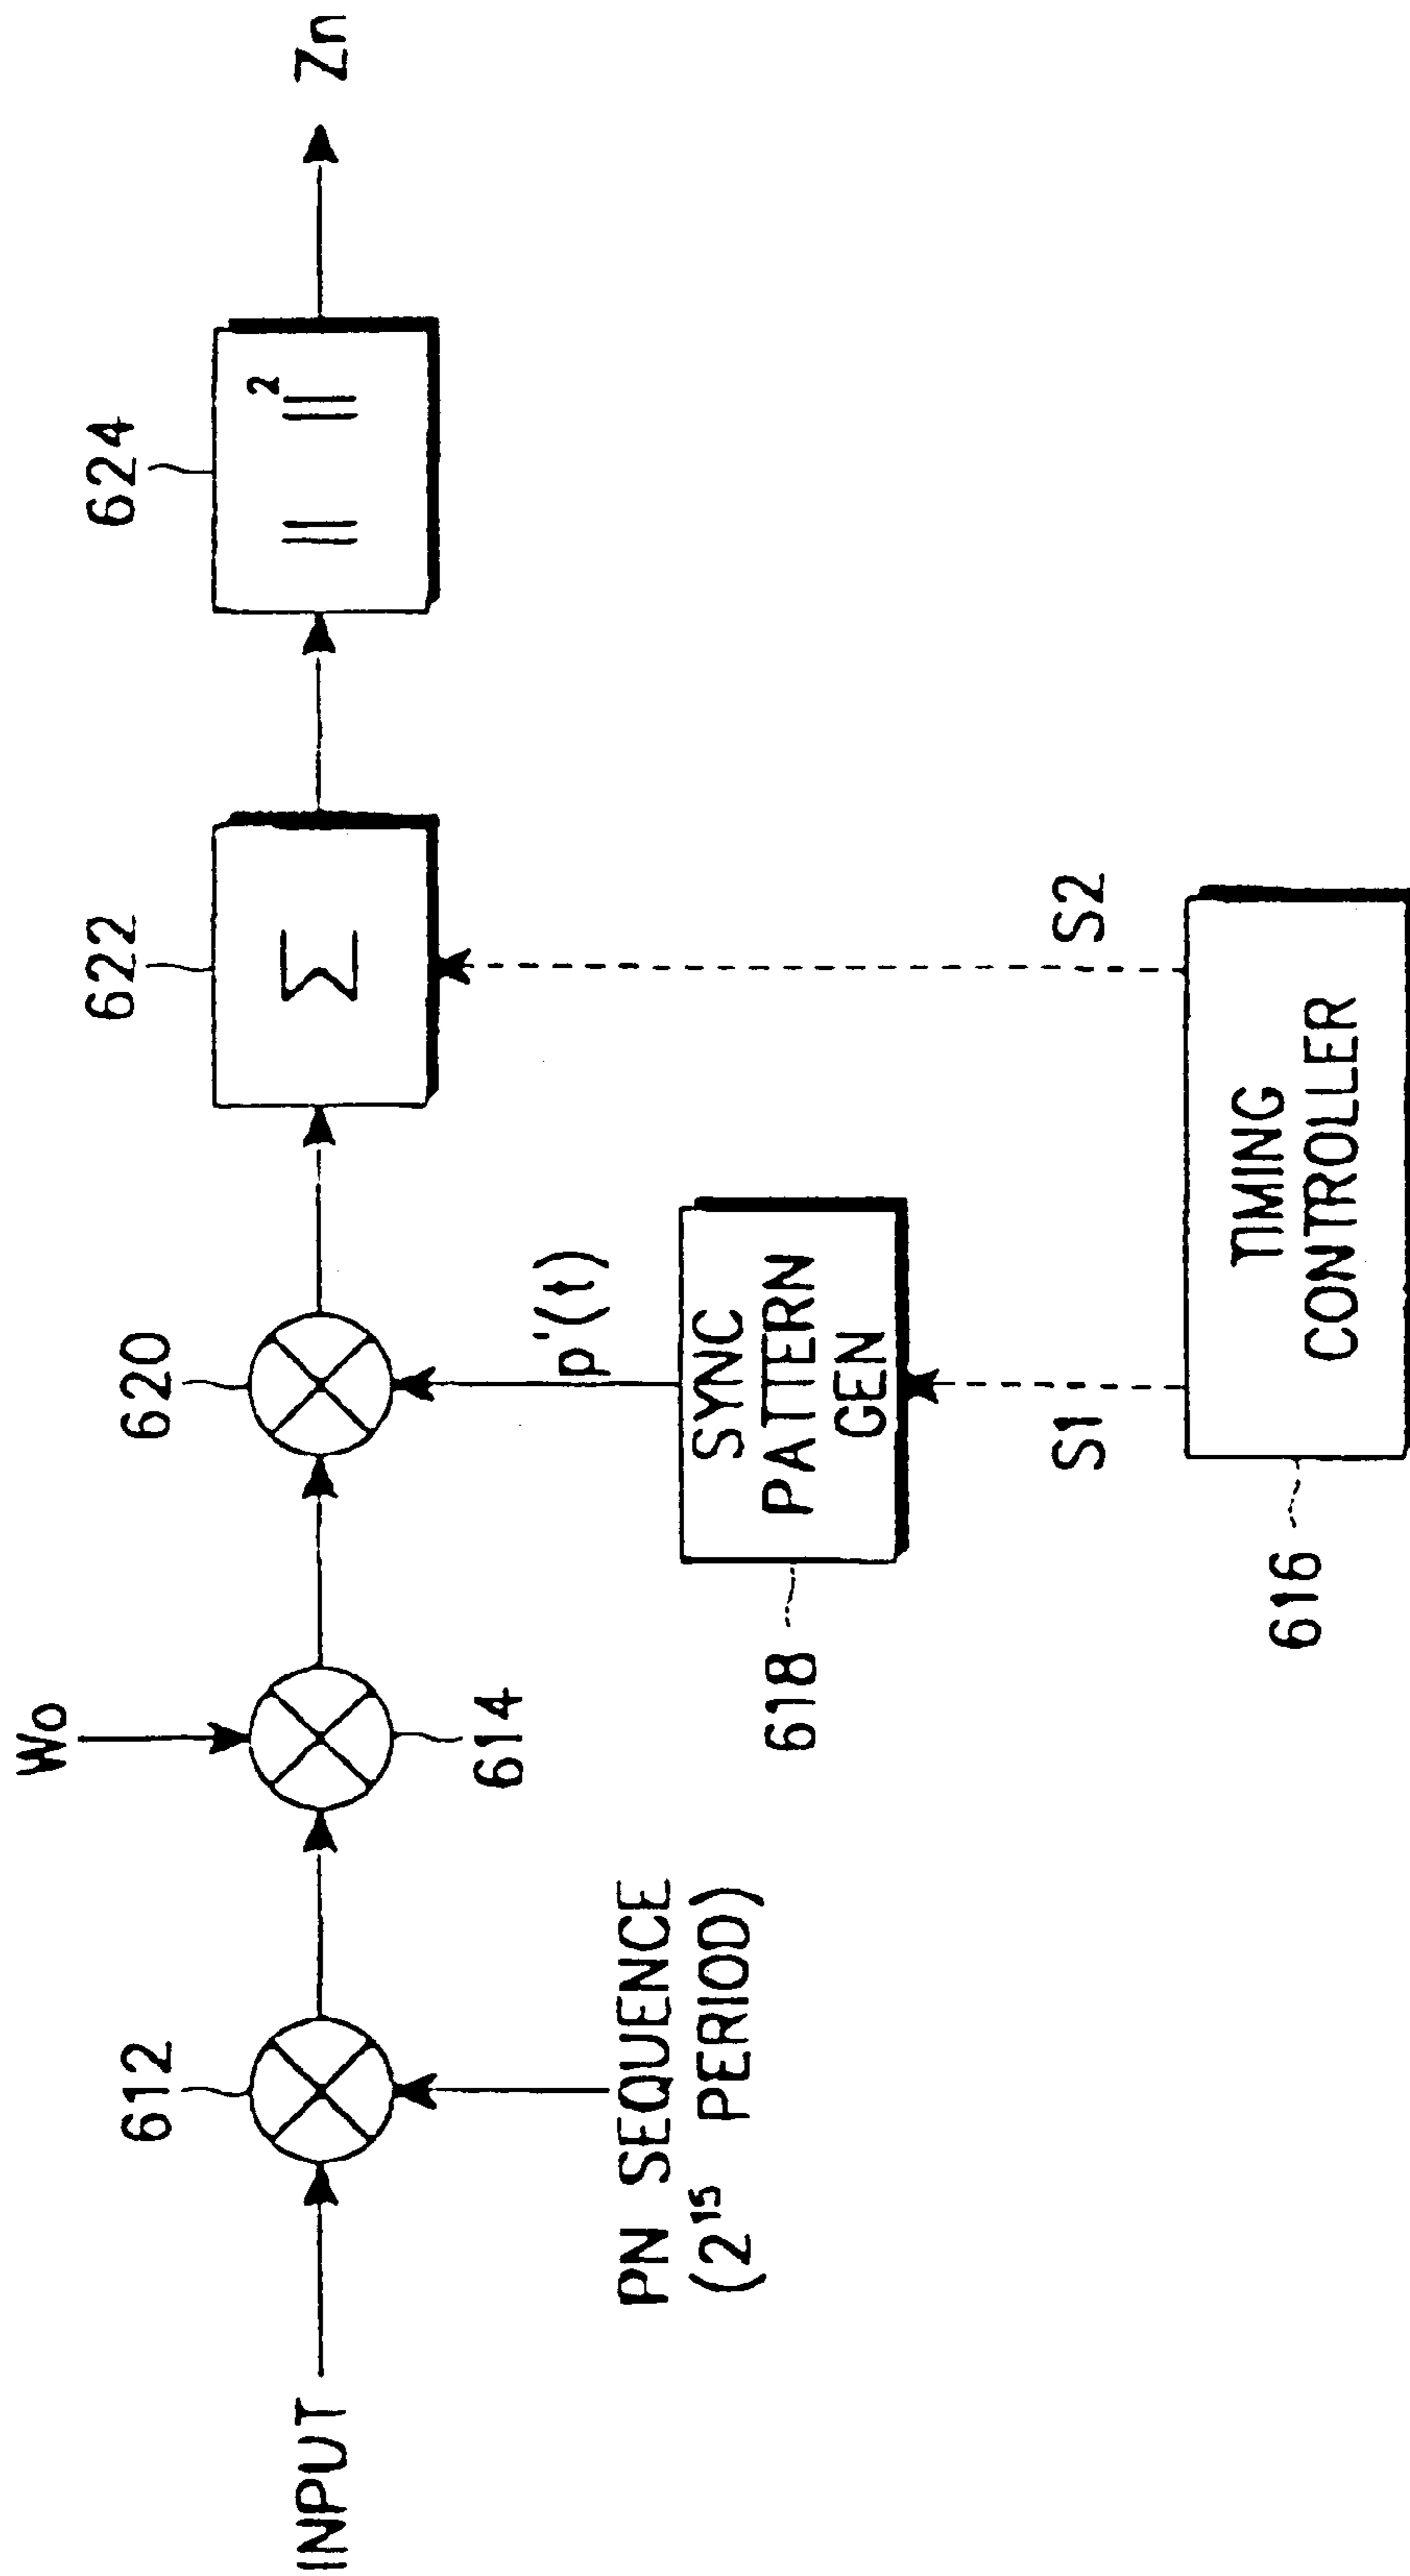 INPUT
612
PN SEQUENCE
(2¹⁵ PERIOD)
Wo
614
620
p'(t)
618
SYNC
PATTERN
GEN
622
Σ
624
|| ||²
Zn
S1
S2
616
TIMING
CONTROLLER